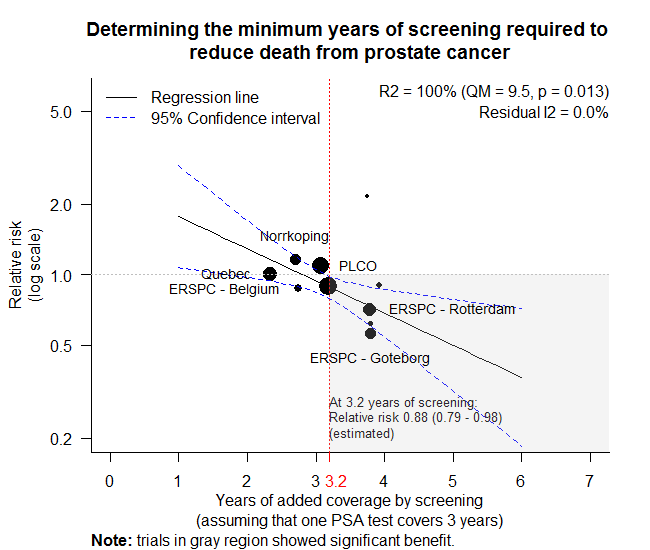 Determining the minimum years of screening required to
reduce death from prostate cancer
Regression line
95% Confidence interval
R2 = 100% (QM = 9.5, p = 0.013)
Residual I2 = 0.0%
Relative risk
(log scale)
5.0
2.0
1.0
0.5
0.2
Norrkoping
PLCO
Quebec
ERSPC - Belgium
ERSPC - Rotterdam
ERSPC - Goteborg
At 3.2 years of screening:
Relative risk 0.88 (0.79 - 0.98)
(estimated)
0 1 2 3 3.2 4 5 6 7
Years of added coverage by screening
(assuming that one PSA test covers 3 years)
Note: trials in gray region showed significant benefit.